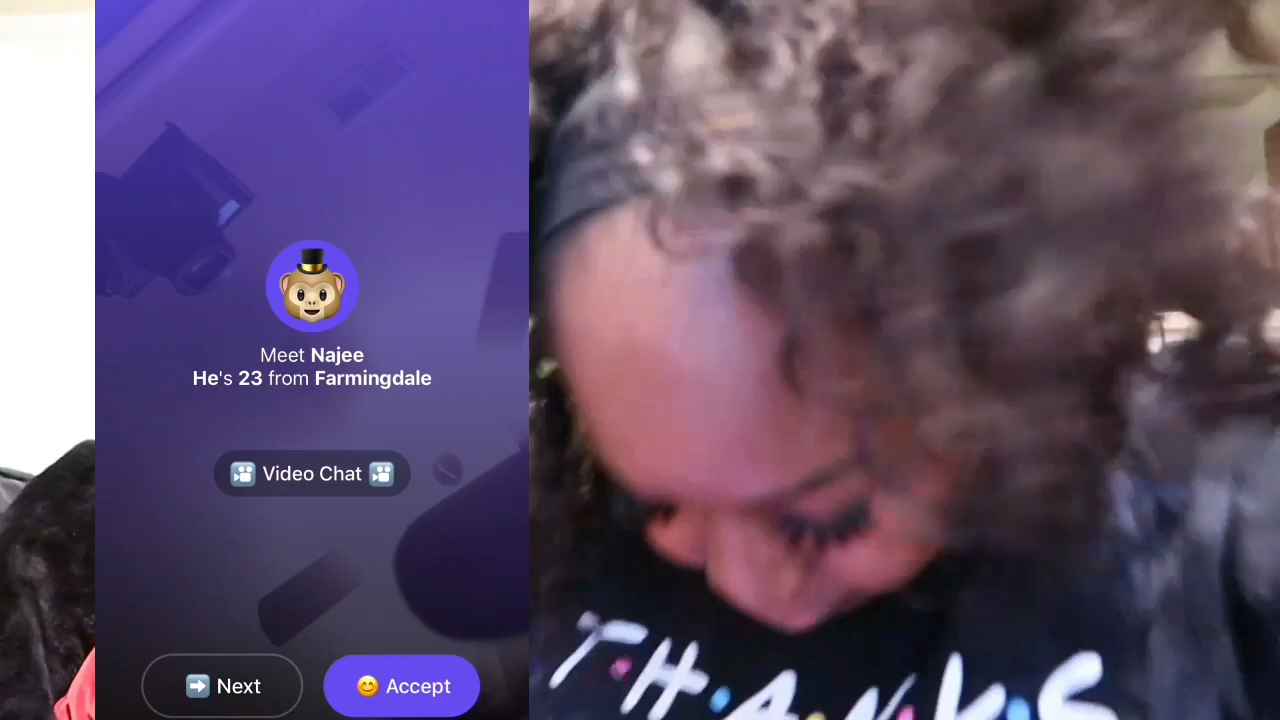 Meet Najee
He's 23 from Farmingdale
🎦 Video Chat 🎦
➡️ Next
😊 Accept
T·H·A·N·K·S